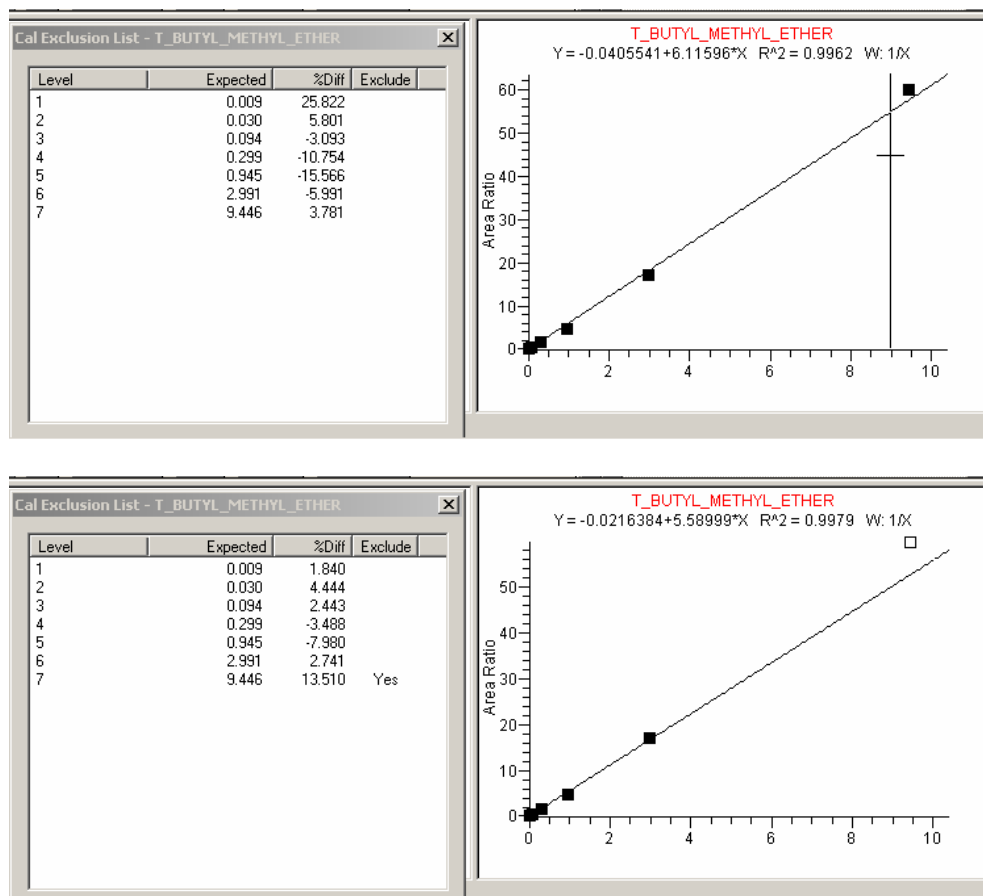 Cal Exclusion List - T_BUTYL_METHYL_ETHER
Level Expected %Diff Exclude
1 0.009 25.822
2 0.030 5.801
3 0.094 -3.093
4 0.299 -10.754
5 0.945 -15.566
6 2.991 -5.991
7 9.446 3.781
T_BUTYL_METHYL_ETHER
Y = -0.0405541+6.11596*X R^2 = 0.9962 W: 1/X
60
50
40
30
20
10
0
Area Ratio
0 2 4 6 8 10
Cal Exclusion List - T_BUTYL_METHYL_ETHER
Level Expected %Diff Exclude
1 0.009 1.840
2 0.030 4.444
3 0.094 2.443
4 0.299 -3.488
5 0.945 -7.980
6 2.991 2.741
7 9.446 13.510 Yes
T_BUTYL_METHYL_ETHER
Y = -0.0216384+5.58999*X R^2 = 0.9979 W: 1/X
50
40
30
20
10
0
Area Ratio
0 2 4 6 8 10